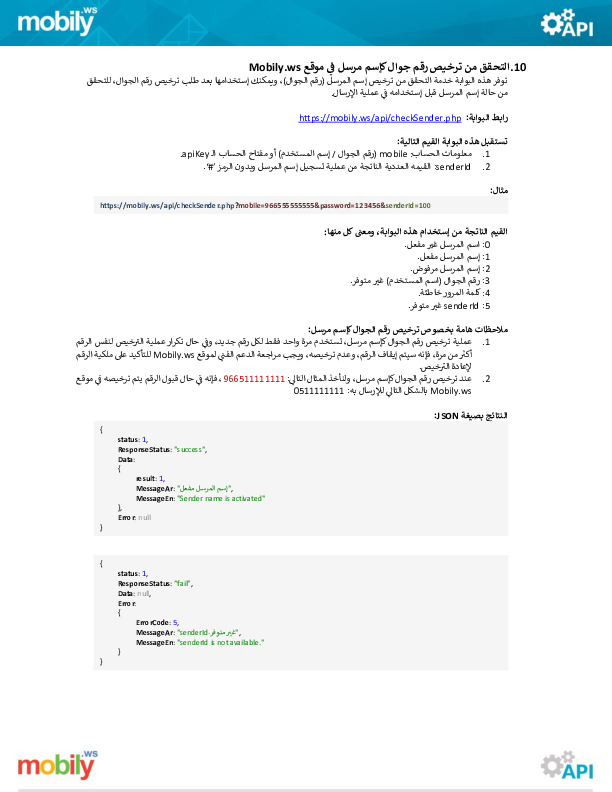 mobily.ws
API
10. التحقق من ترخيص رقم جوال كإسم مرسل في موقع Mobily.ws
توفر هذه البوابة خدمة التحقق من ترخيص إسم المرسل (رقم الجوال)، ويمكنك إستخدامها بعد طلب ترخيص رقم الجوال، للتحقق
من حالة إسم المرسل قبل إستخدامه في عملية الإرسال.
رابط البوابة: https://mobily.ws/api/checkSender.php
تستقبل هذه البوابة القيم التالية:
1. معلومات الحساب: mobile (رقم الجوال / إسم المستخدم) أو مفتاح الحساب الـ apiKey.
2. senderId: القيمه العددية الناتجة من عملية تسجيل إسم المرسل وبدون الرمز '#'.
مثال:
https://mobily.ws/api/checkSender.php?mobile=966555555555&password=123456&senderId=100
القيم الناتجة من إستخدام هذه البوابة، ومعنى كل منها:
0: اسم المرسل غير مفعل.
1: إسم المرسل مفعل.
2: إسم المرسل مرفوض.
3: رقم الجوال (اسم المستخدم) غير متوفر.
4: كلمة المرور خاطئة.
5: senderId غير متوفر.
ملاحظات هامة بخصوص ترخيص رقم الجوال كإسم مرسل:
1. عملية ترخيص رقم الجوال كإسم مرسل، تستخدم مرة واحد فقط لكل رقم جديد، وفي حال تكرار عملية الترخيص لنفس الرقم
أكثر من مرة، فإنه سيتم إيقاف الرقم، وعدم ترخيصه، ويجب مراجعة الدعم الفني لموقع Mobily.ws للتأكيد على ملكية الرقم
لإعادة الترخيص.
2. عند ترخيص رقم الجوال كإسم مرسل، ولنأخذ المثال التالي: 966511111111 ، فإنه في حال قبول الرقم يتم ترخيصه في موقع
Mobily.ws بالشكل التالي للإرسال به: 0511111111
النتائج بصيغة JSON:
{
status: 1,
ResponseStatus: "success",
Data:
{
result: 1,
MessageAr: "إسم المرسل مفعل",
MessageEn: "Sender name is activated"
},
Error: null
}
{
status: 1,
ResponseStatus: "fail",
Data: null,
Error:
{
ErrorCode: 5,
MessageAr: "senderId غير متوفر.",
MessageEn: "senderId is not available."
}
}
mobily.ws
API